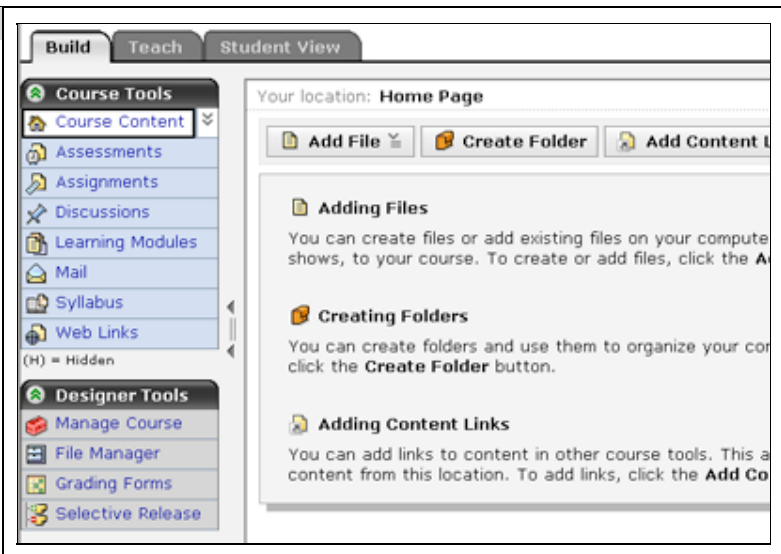 Build Teach Student View
Course Tools
Course Content
Assessments
Assignments
Discussions
Learning Modules
Mail
Syllabus
Web Links
(H) = Hidden
Designer Tools
Manage Course
File Manager
Grading Forms
Selective Release
Your location: Home Page
Add File Create Folder Add Content
Adding Files
You can create files or add existing files on your
shows, to your course. To create or add files, click the
Creating Folders
You can create folders and use them to organize your
click the Create Folder button.
Adding Content Links
You can add links to content in other course tools. This
content from this location. To add links, click the Add